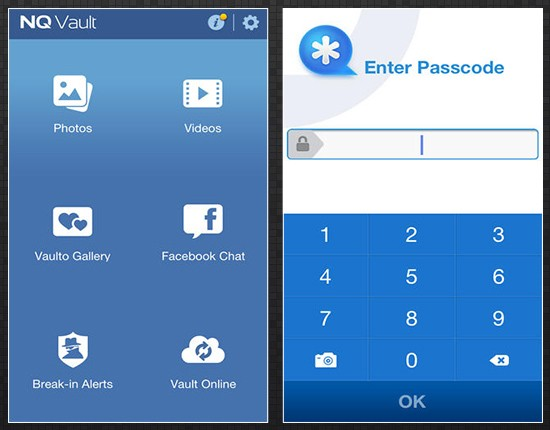 NQ Vault
Photos
Videos
Vaulto Gallery
Facebook Chat
Break-in Alerts
Vault Online
Enter Passcode
1 2 3
4 5 6
7 8 9
0
OK